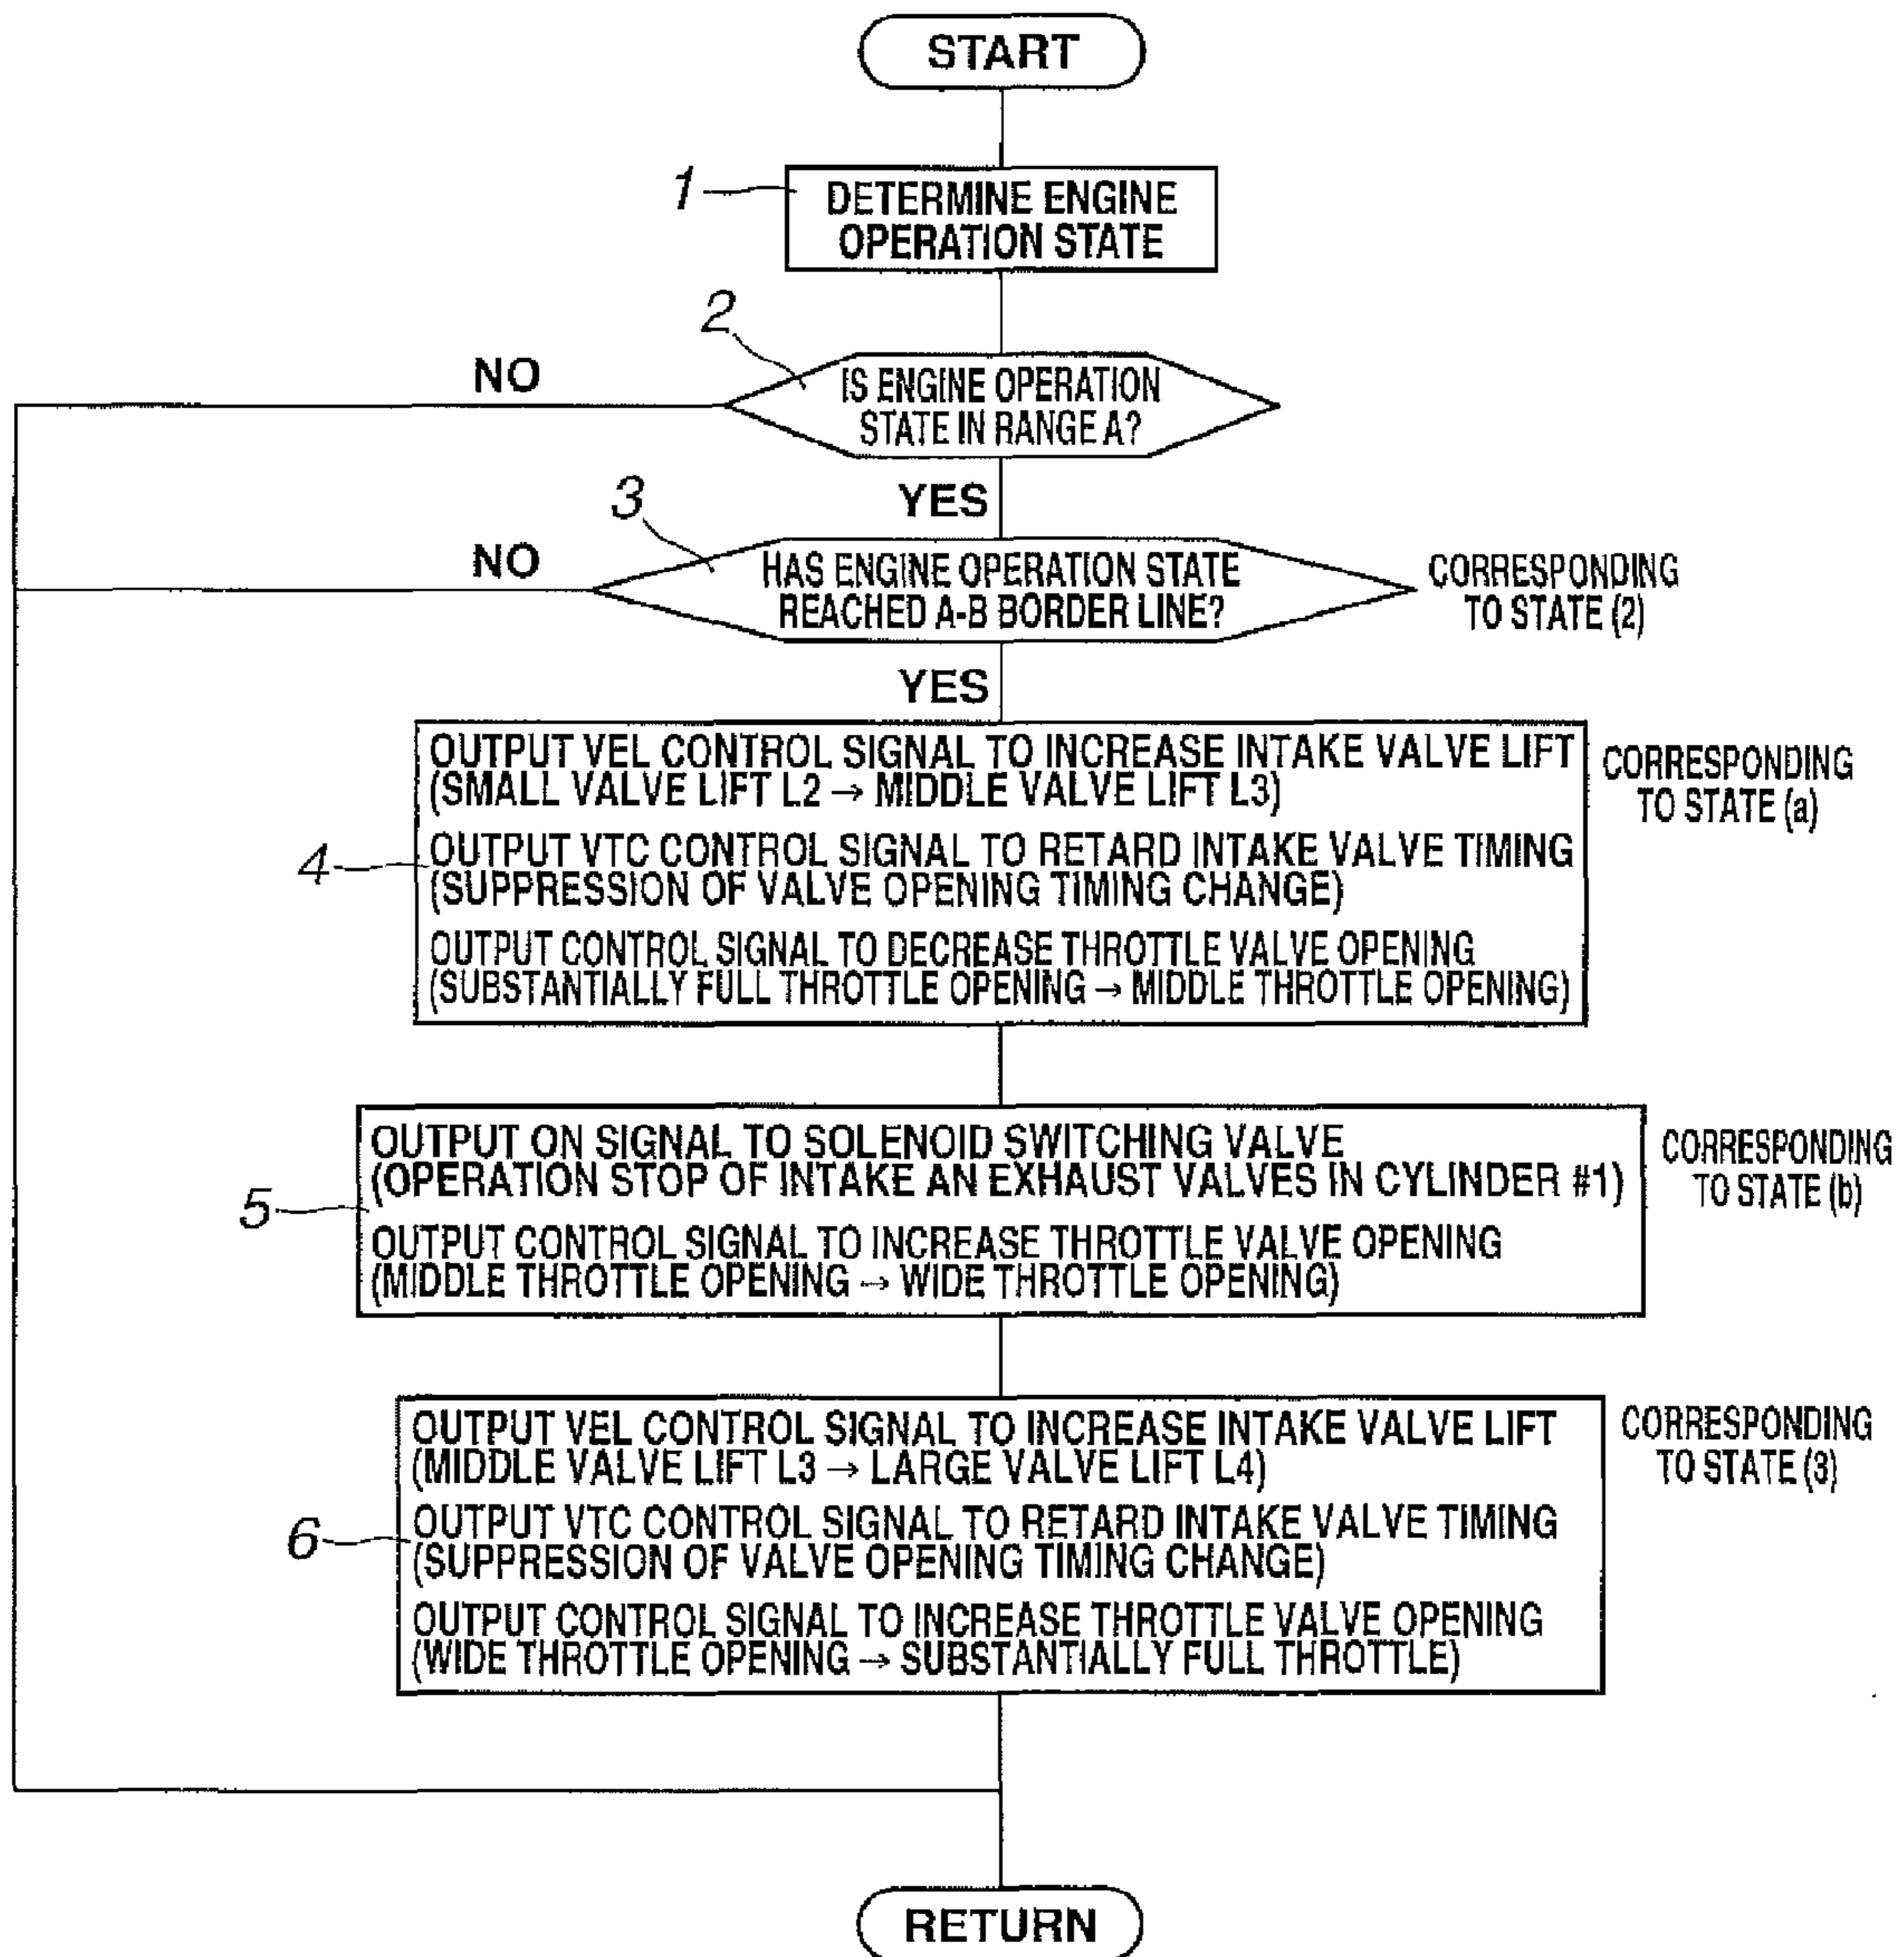 START
1
DETERMINE ENGINE
OPERATION STATE
2
NO
IS ENGINE OPERATION
STATE IN RANGE A?
YES
3
NO
HAS ENGINE OPERATION STATE
REACHED A-B BORDER LINE?
CORRESPONDING
TO STATE (2)
YES
OUTPUT VEL CONTROL SIGNAL TO INCREASE INTAKE VALVE LIFT
(SMALL VALVE LIFT L2 → MIDDLE VALVE LIFT L3)
CORRESPONDING
TO STATE (a)
4
OUTPUT VTC CONTROL SIGNAL TO RETARD INTAKE VALVE TIMING
(SUPPRESSION OF VALVE OPENING TIMING CHANGE)
OUTPUT CONTROL SIGNAL TO DECREASE THROTTLE VALVE OPENING
(SUBSTANTIALLY FULL THROTTLE OPENING → MIDDLE THROTTLE OPENING)
OUTPUT ON SIGNAL TO SOLENOID SWITCHING VALVE
(OPERATION STOP OF INTAKE AN EXHAUST VALVES IN CYLINDER #1)
CORRESPONDING
TO STATE (b)
5
OUTPUT CONTROL SIGNAL TO INCREASE THROTTLE VALVE OPENING
(MIDDLE THROTTLE OPENING → WIDE THROTTLE OPENING)
OUTPUT VEL CONTROL SIGNAL TO INCREASE INTAKE VALVE LIFT
(MIDDLE VALVE LIFT L3 → LARGE VALVE LIFT L4)
CORRESPONDING
TO STATE (3)
6
OUTPUT VTC CONTROL SIGNAL TO RETARD INTAKE VALVE TIMING
(SUPPRESSION OF VALVE OPENING TIMING CHANGE)
OUTPUT CONTROL SIGNAL TO INCREASE THROTTLE VALVE OPENING
(WIDE THROTTLE OPENING → SUBSTANTIALLY FULL THROTTLE)
RETURN